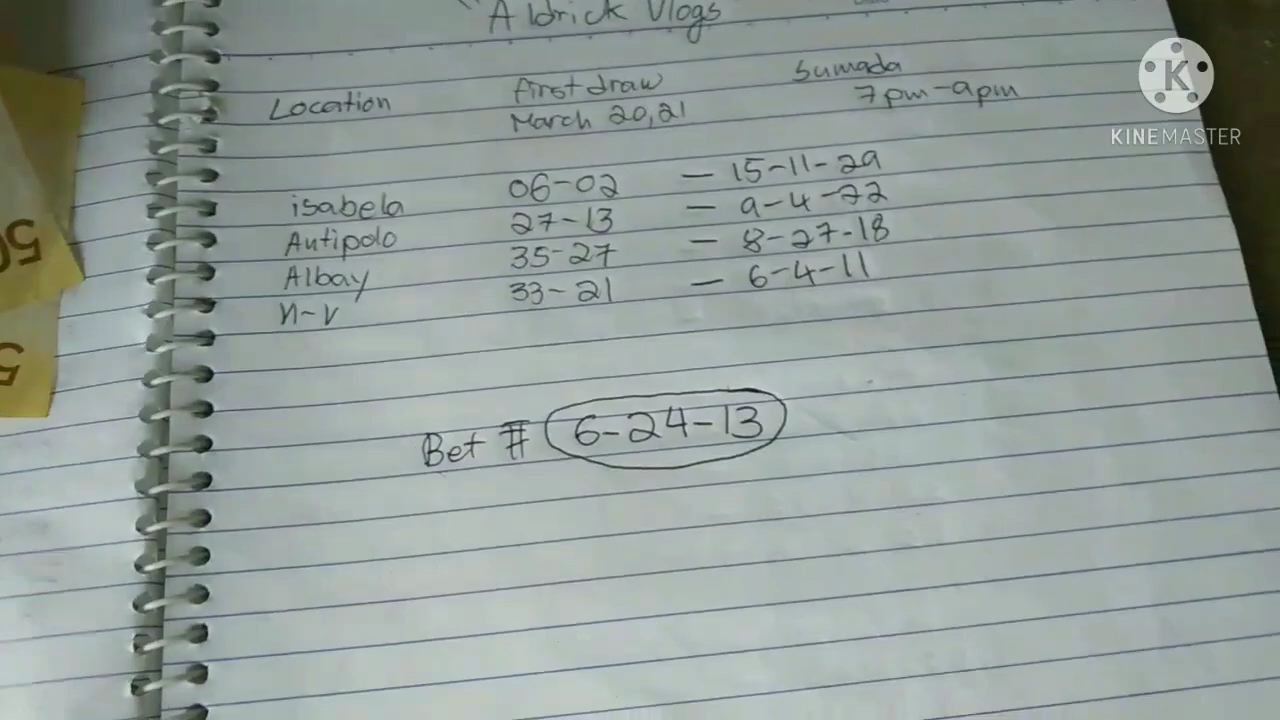 "Aldrick Vlogs
Location first draw Sumada
March 20,21 7pm-9pm
isabela 06-02 - 15-11-29
Antipolo 27-13 - 9-4-22
Albay 35-27 - 8-27-18
N-V 33-21 - 6-4-11
Bet # 6-24-13
50
5
K
KINEMASTER